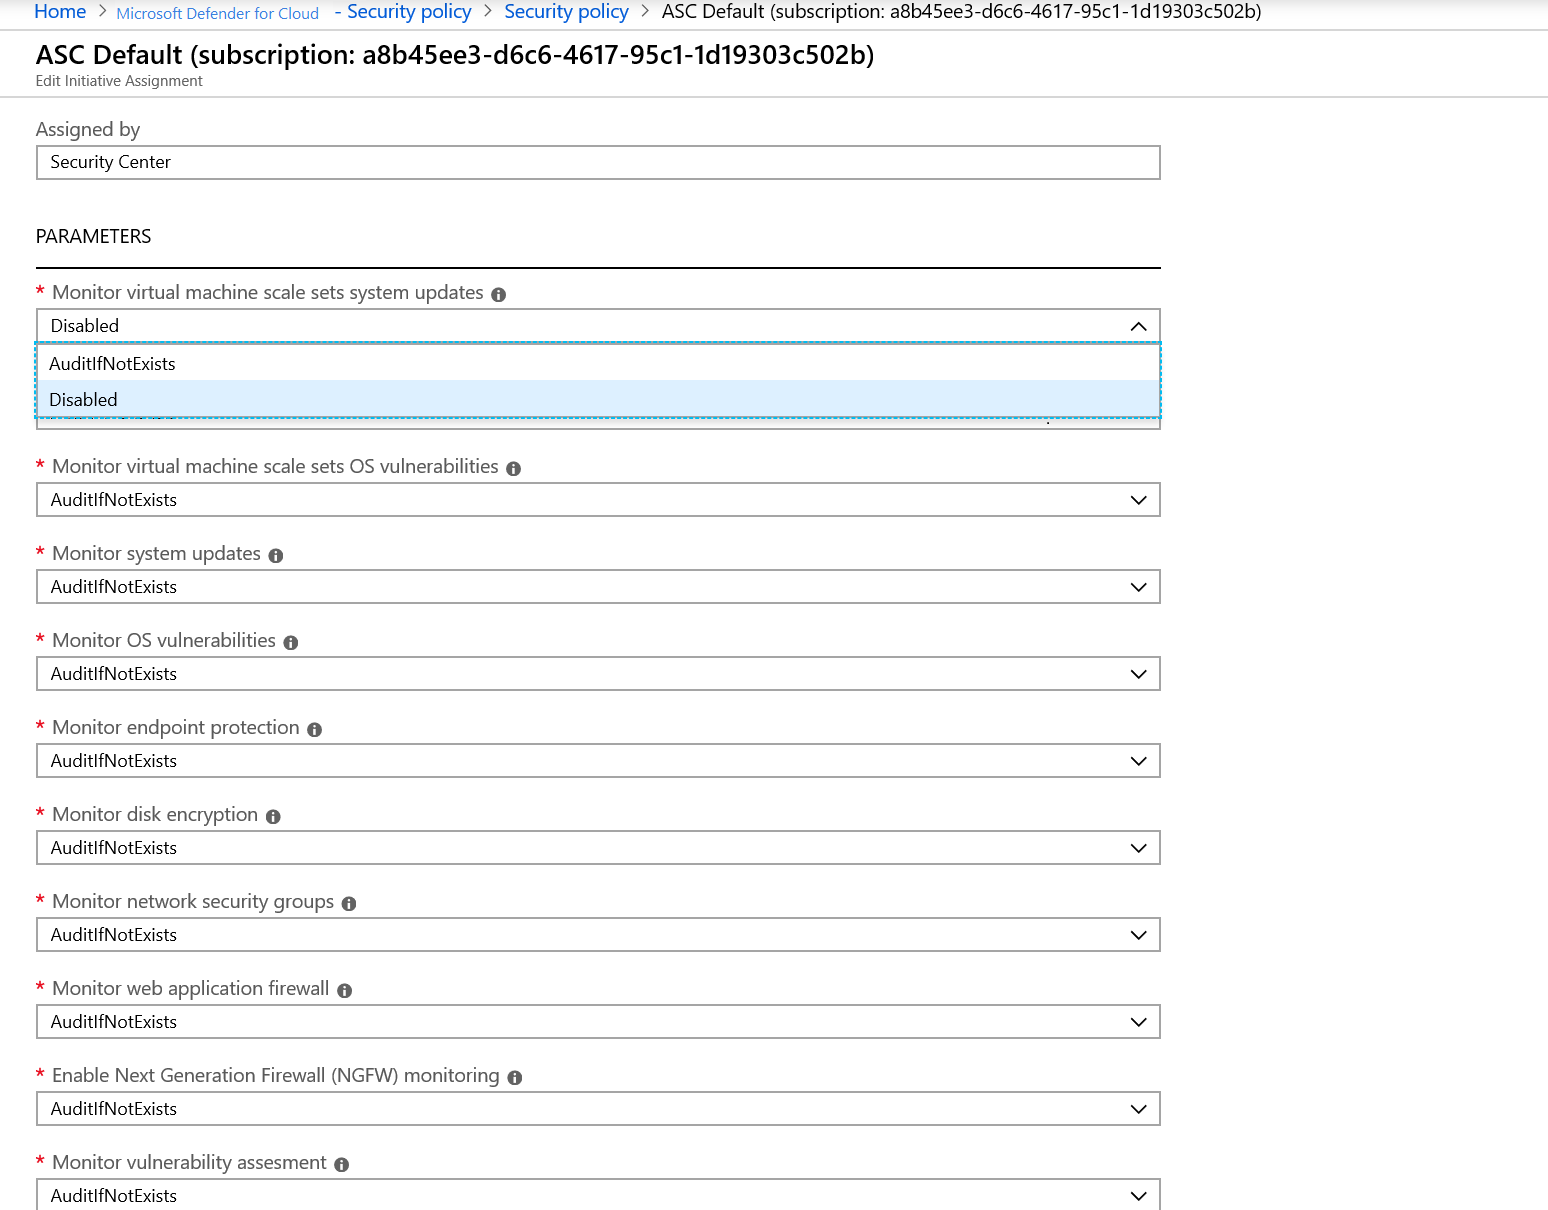 Home > Microsoft Defender for Cloud - Security policy > Security policy > ASC Default (subscription: a8b45ee3-d6c6-4617-95c1-1d19303c502b)
ASC Default (subscription: a8b45ee3-d6c6-4617-95c1-1d19303c502b)
Edit Initiative Assignment
Assigned by
Security Center
PARAMETERS
* Monitor virtual machine scale sets system updates
Disabled
AuditIfNotExists
Disabled
* Monitor virtual machine scale sets OS vulnerabilities
AuditIfNotExists
* Monitor system updates
AuditIfNotExists
* Monitor OS vulnerabilities
AuditIfNotExists
* Monitor endpoint protection
AuditIfNotExists
* Monitor disk encryption
AuditIfNotExists
* Monitor network security groups
AuditIfNotExists
* Monitor web application firewall
AuditIfNotExists
* Enable Next Generation Firewall (NGFW) monitoring
AuditIfNotExists
* Monitor vulnerability assesment
AuditIfNotExists